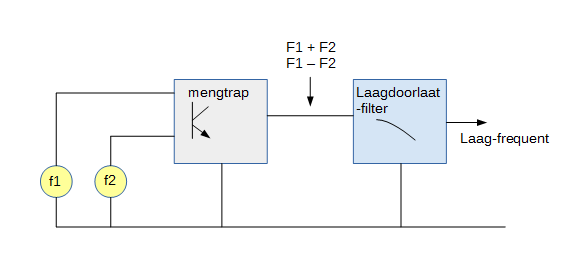 F1 + F2
F1 – F2
mengtrap
Laagdoorlaat
-filter
Laag-frequent
f1
f2